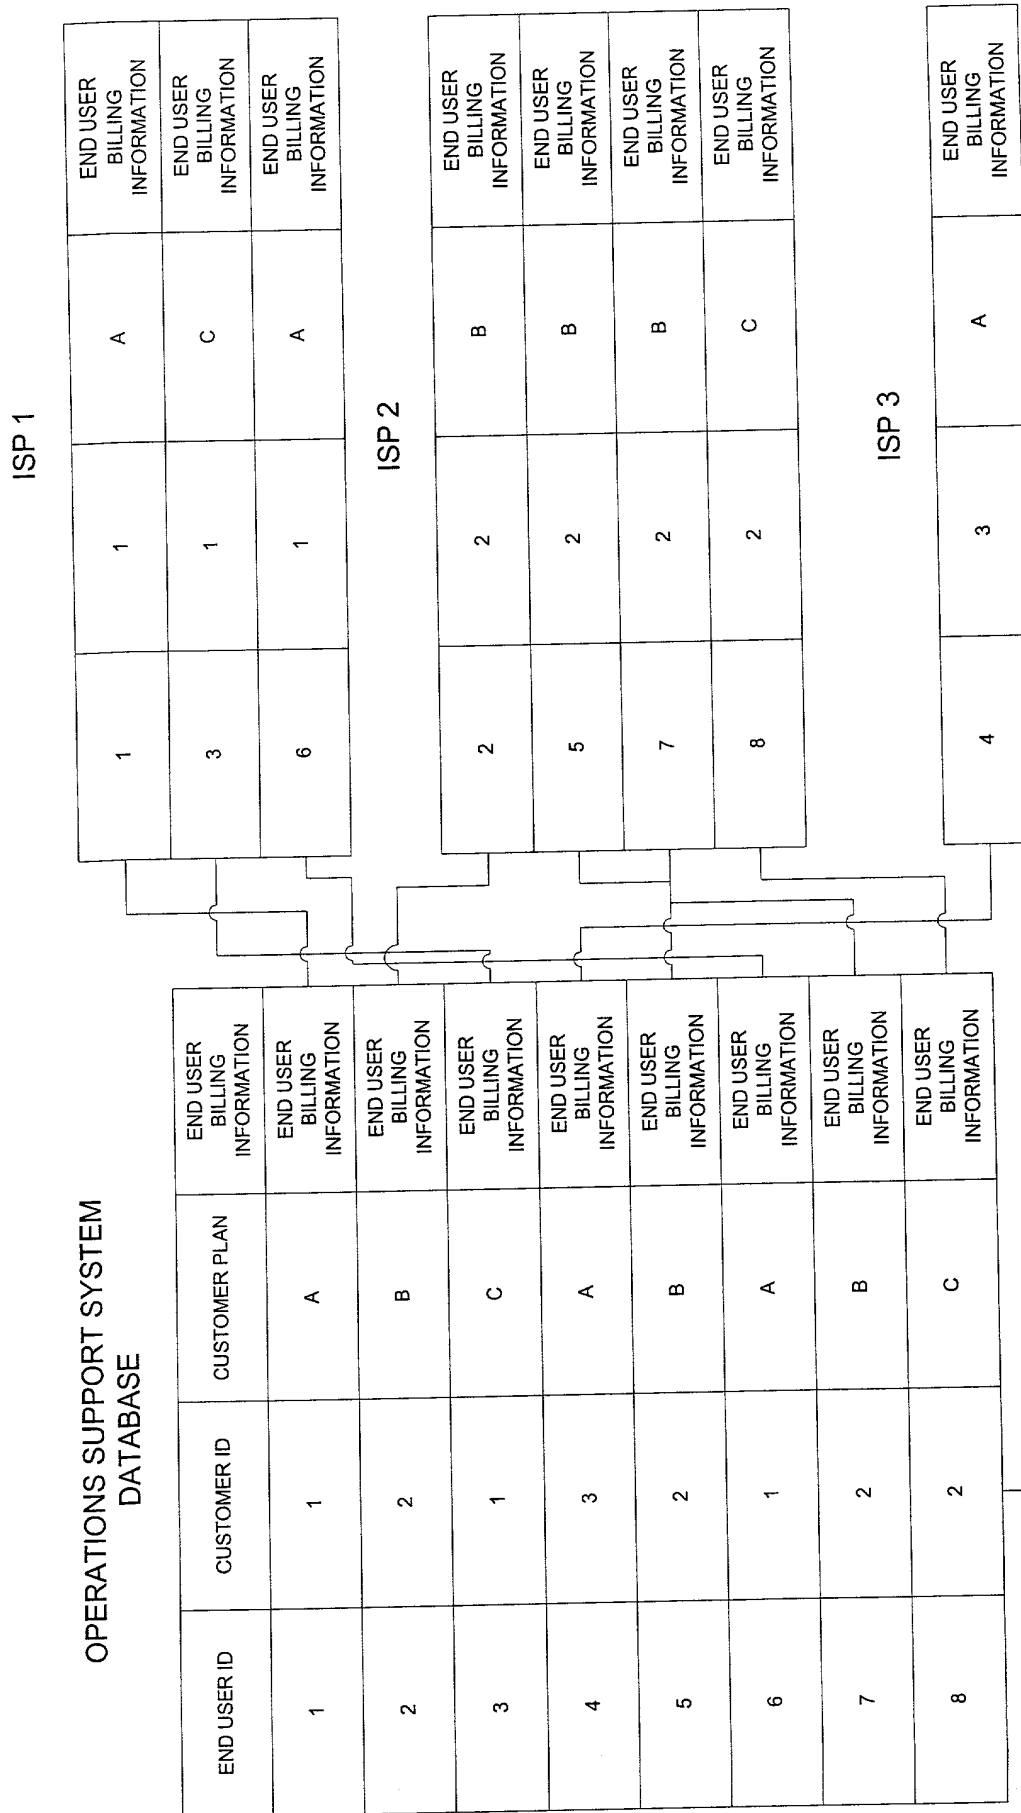 OPERATIONS SUPPORT SYSTEM
DATABASE
END USER ID
CUSTOMER ID
CUSTOMER PLAN
END USER
BILLING
INFORMATION
1
1
A
END USER
BILLING
INFORMATION
2
2
B
END USER
BILLING
INFORMATION
3
1
C
END USER
BILLING
INFORMATION
4
3
A
END USER
BILLING
INFORMATION
5
2
B
END USER
BILLING
INFORMATION
6
1
A
END USER
BILLING
INFORMATION
7
2
B
END USER
BILLING
INFORMATION
8
2
C
END USER
BILLING
INFORMATION
ISP 1
1
1
A
END USER
BILLING
INFORMATION
3
1
C
END USER
BILLING
INFORMATION
6
1
A
END USER
BILLING
INFORMATION
ISP 2
2
2
B
END USER
BILLING
INFORMATION
5
2
B
END USER
BILLING
INFORMATION
7
2
B
END USER
BILLING
INFORMATION
8
2
C
END USER
BILLING
INFORMATION
ISP 3
4
3
A
END USER
BILLING
INFORMATION